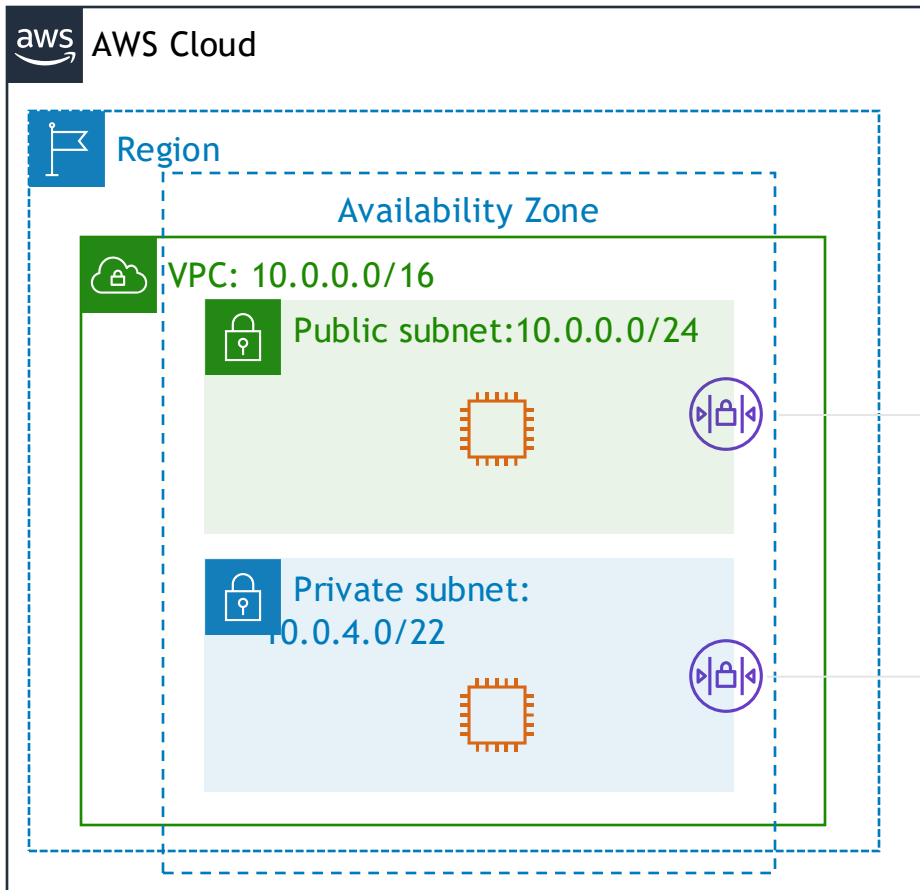 aws
AWS Cloud
Region
Availability Zone
VPC: 10.0.0.0/16
Public subnet:10.0.0.0/24
Private subnet:
10.0.4.0/22